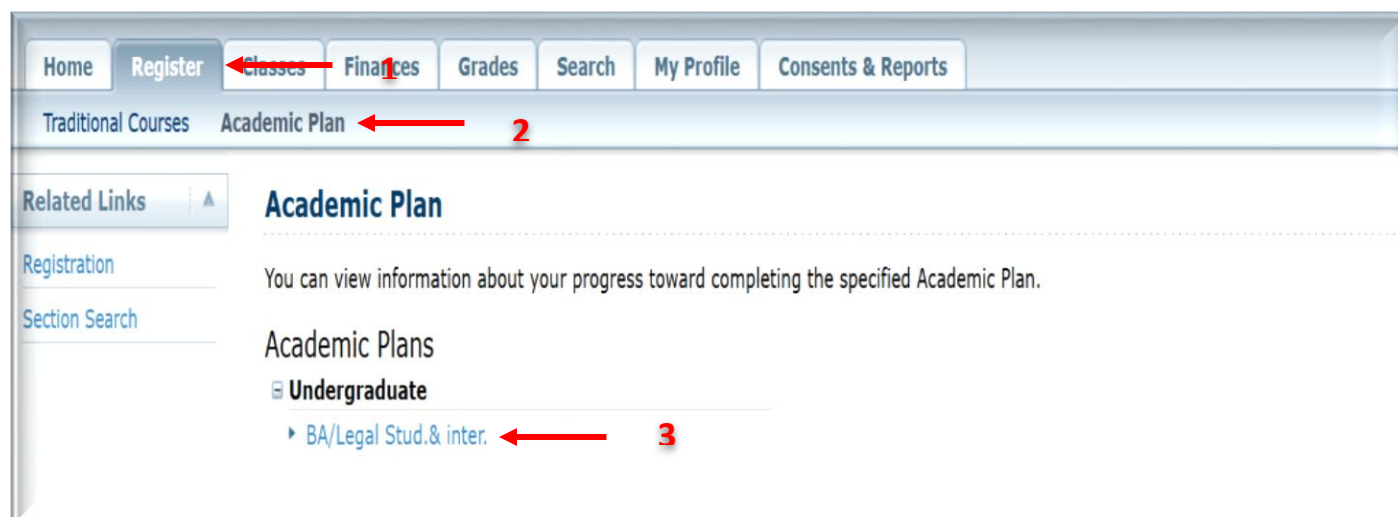 Home Register Classes 1 Finances Grades Search My Profile Consents & Reports
Traditional Courses Academic Plan 2
Related Links
Academic Plan
Registration
You can view information about your progress toward completing the specified Academic Plan.
Section Search
Academic Plans
Undergraduate
BA/Legal Stud.& inter. 3